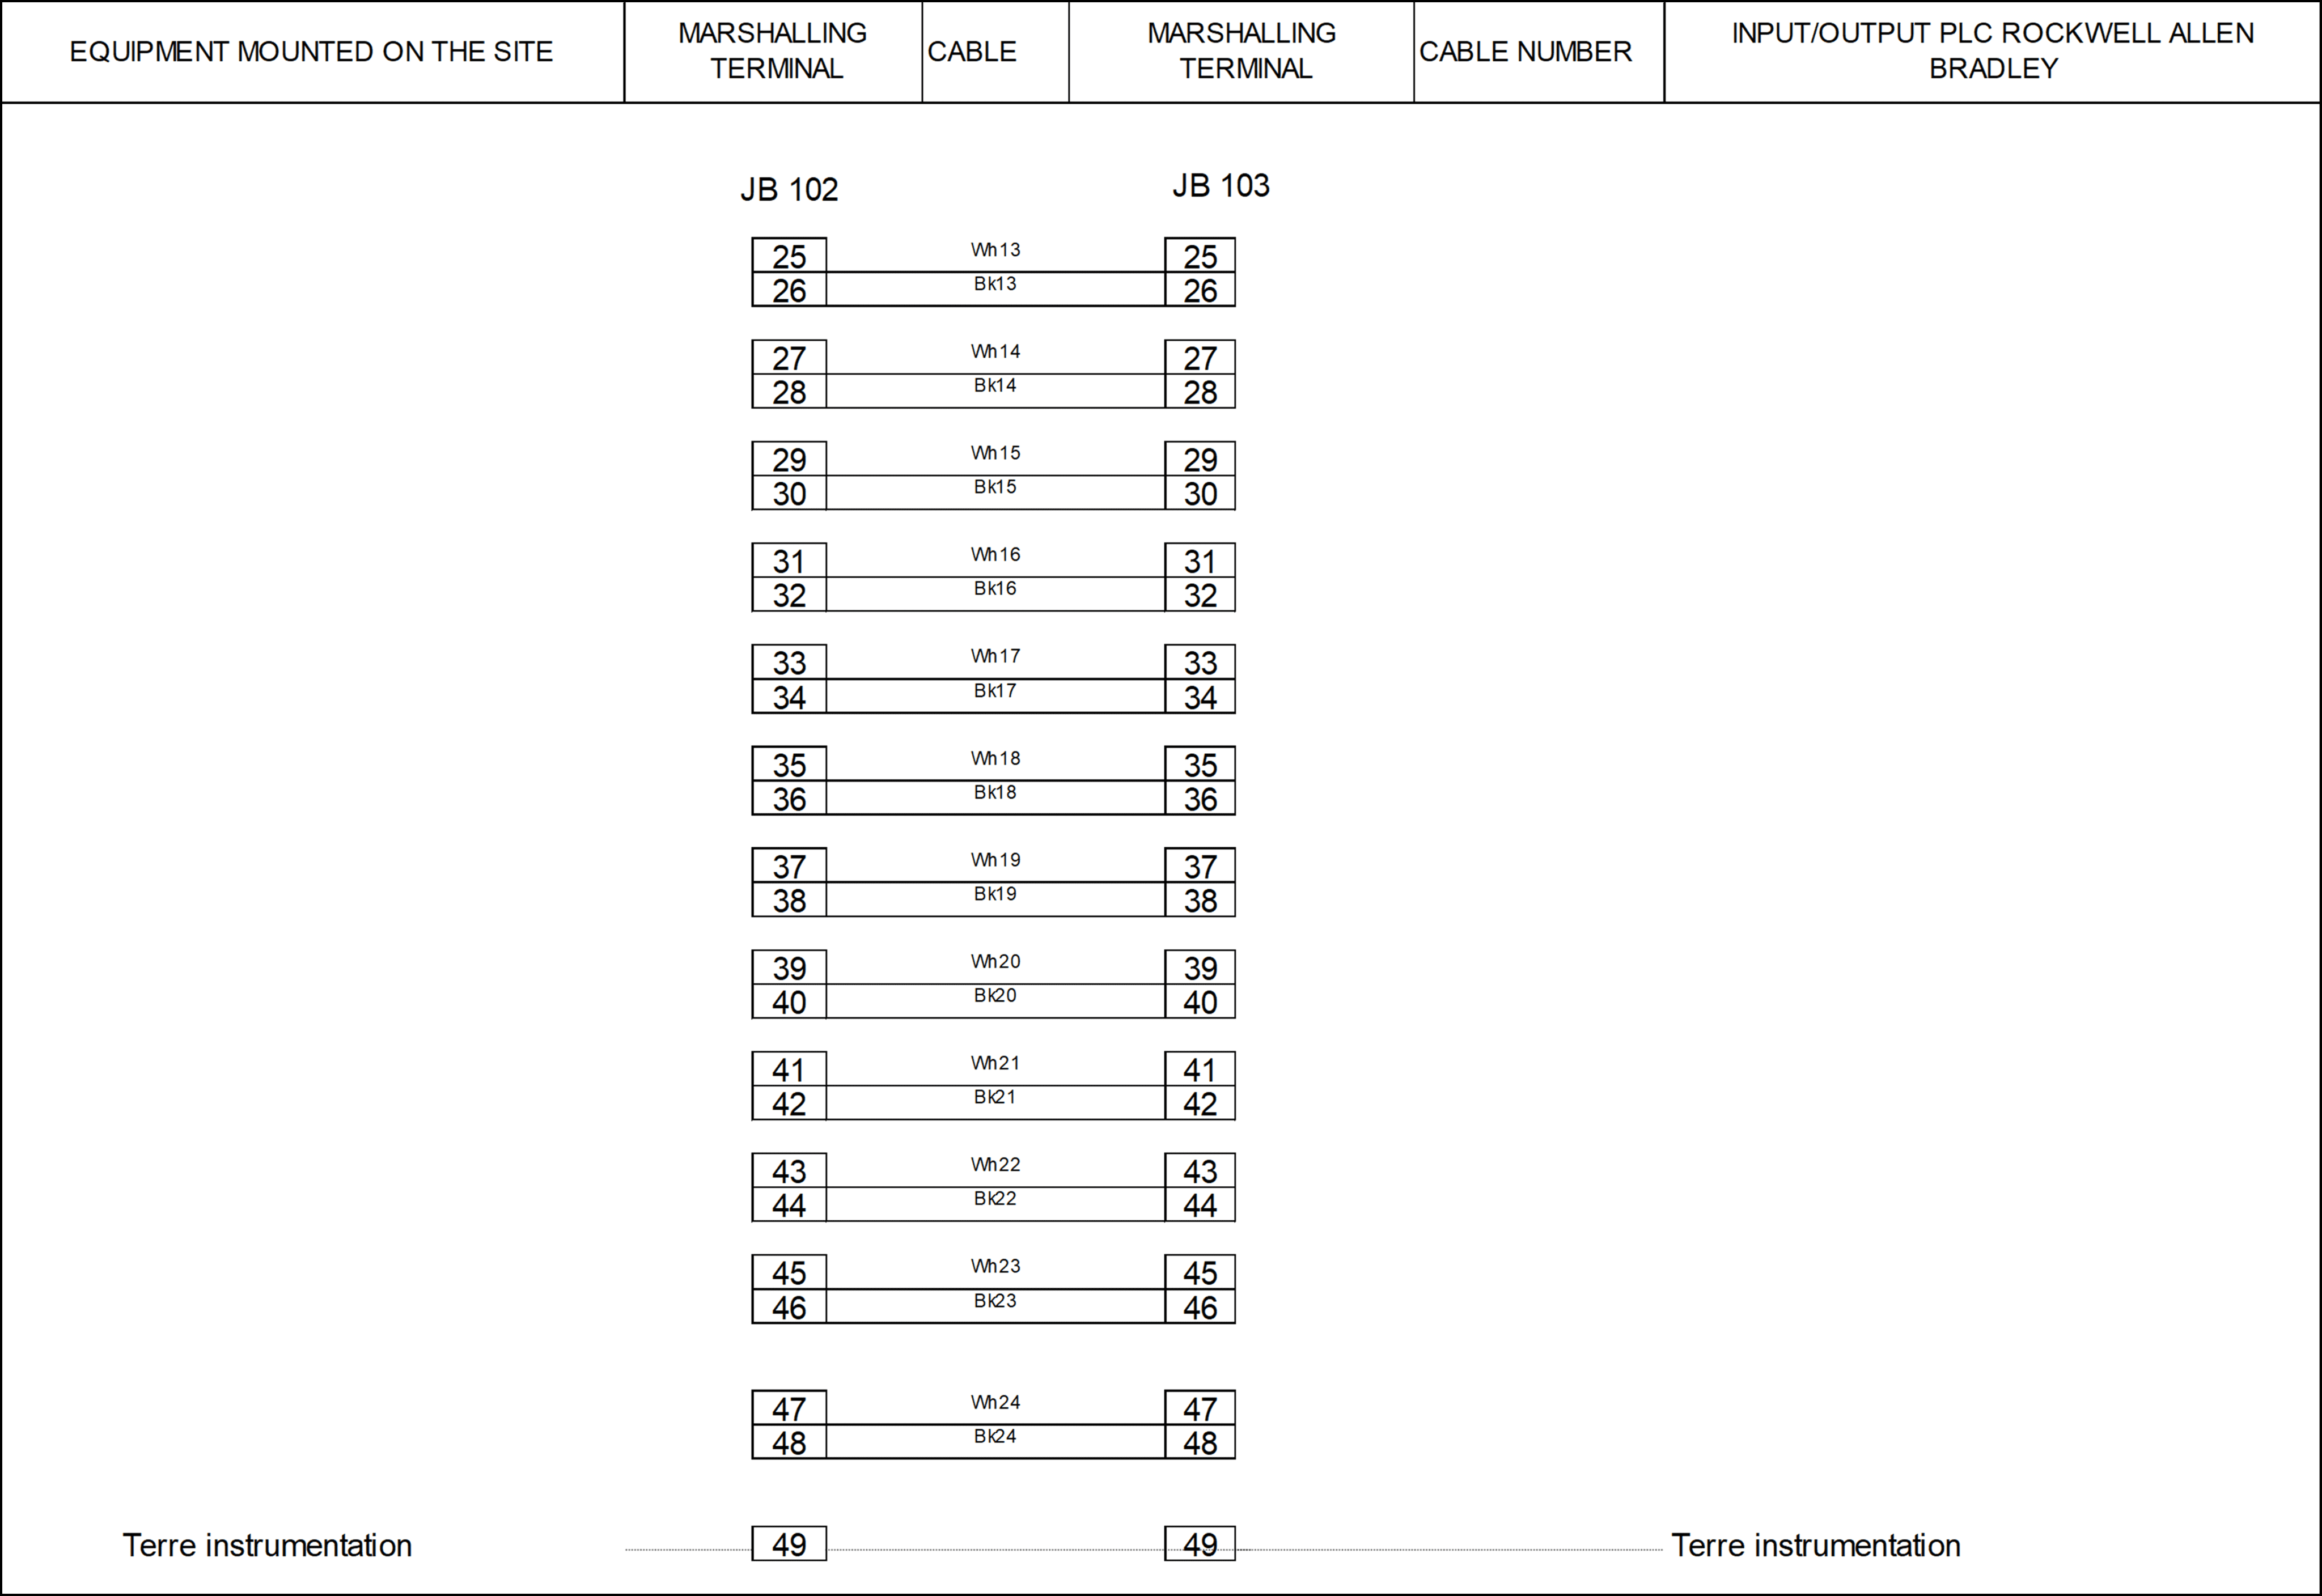 EQUIPMENT MOUNTED ON THE SITE
MARSHALLING
TERMINAL
CABLE
MARSHALLING
TERMINAL
CABLE NUMBER
INPUT/OUTPUT PLC ROCKWELL ALLEN
BRADLEY
JB 102
JB 103
25 Wh13 25
26 Bk13 26
27 Wh14 27
28 Bk14 28
29 Wh15 29
30 Bk15 30
31 Wh16 31
32 Bk16 32
33 Wh17 33
34 Bk17 34
35 Wh18 35
36 Bk18 36
37 Wh19 37
38 Bk19 38
39 Wh20 39
40 Bk20 40
41 Wh21 41
42 Bk21 42
43 Wh22 43
44 Bk22 44
45 Wh23 45
46 Bk23 46
47 Wh24 47
48 Bk24 48
Terre instrumentation 49 49 Terre instrumentation